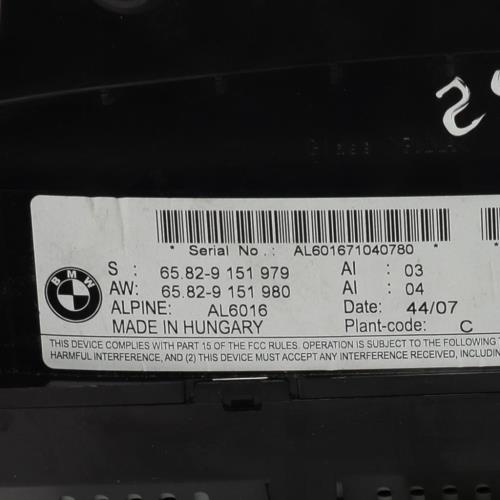 * Serial No . : AL601671040780 *
BMW
S : 65.82-9 151 979 AI : 03
AW: 65.82-9 151 980 AI : 04
ALPINE: AL6016 Date: 44/07
MADE IN HUNGARY Plant-code: C
THIS DEVICE COMPLIES WITH PART 15 OF THE FCC RULES. OPERATION IS SUBJECT TO THE FOLLOWING
HARMFUL INTERFERENCE, AND (2) THIS DEVICE MUST ACCEPT ANY INTERFERENCE RECEIVED, INCLUDING